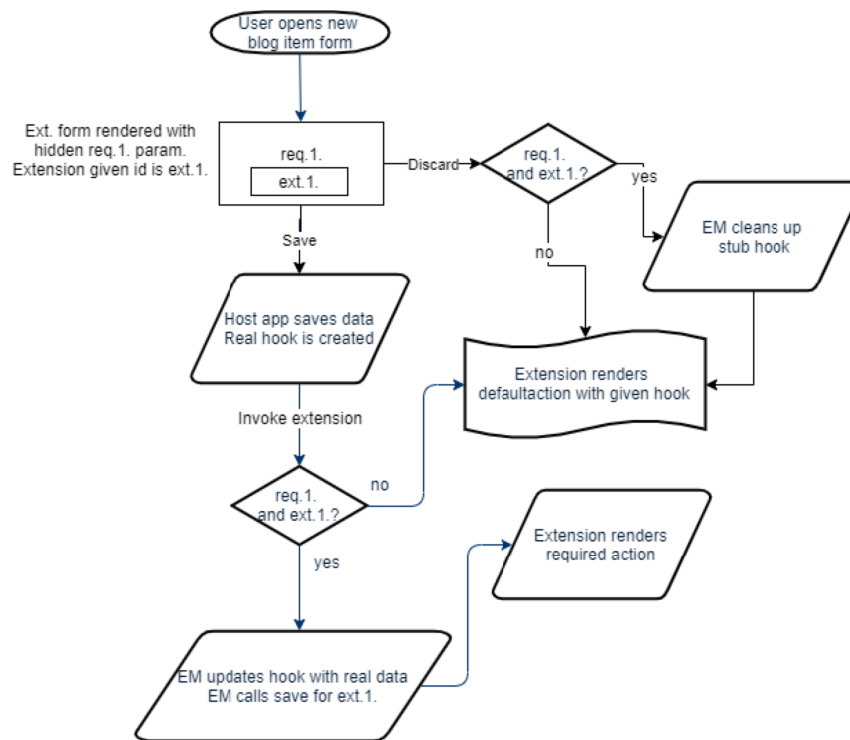 User opens new
blog item form
Ext. form rendered with
hidden req.1. param.
Extension given id is ext.1.
req.1.
ext.1.
Discard
req.1.
and ext.1.?
yes
EM cleans up
stub hook
no
Save
Host app saves data
Real hook is created
Extension renders
defaultaction with given hook
Invoke extension
req.1.
and ext.1.?
no
yes
Extension renders
required action
EM updates hook with real data
EM calls save for ext.1.